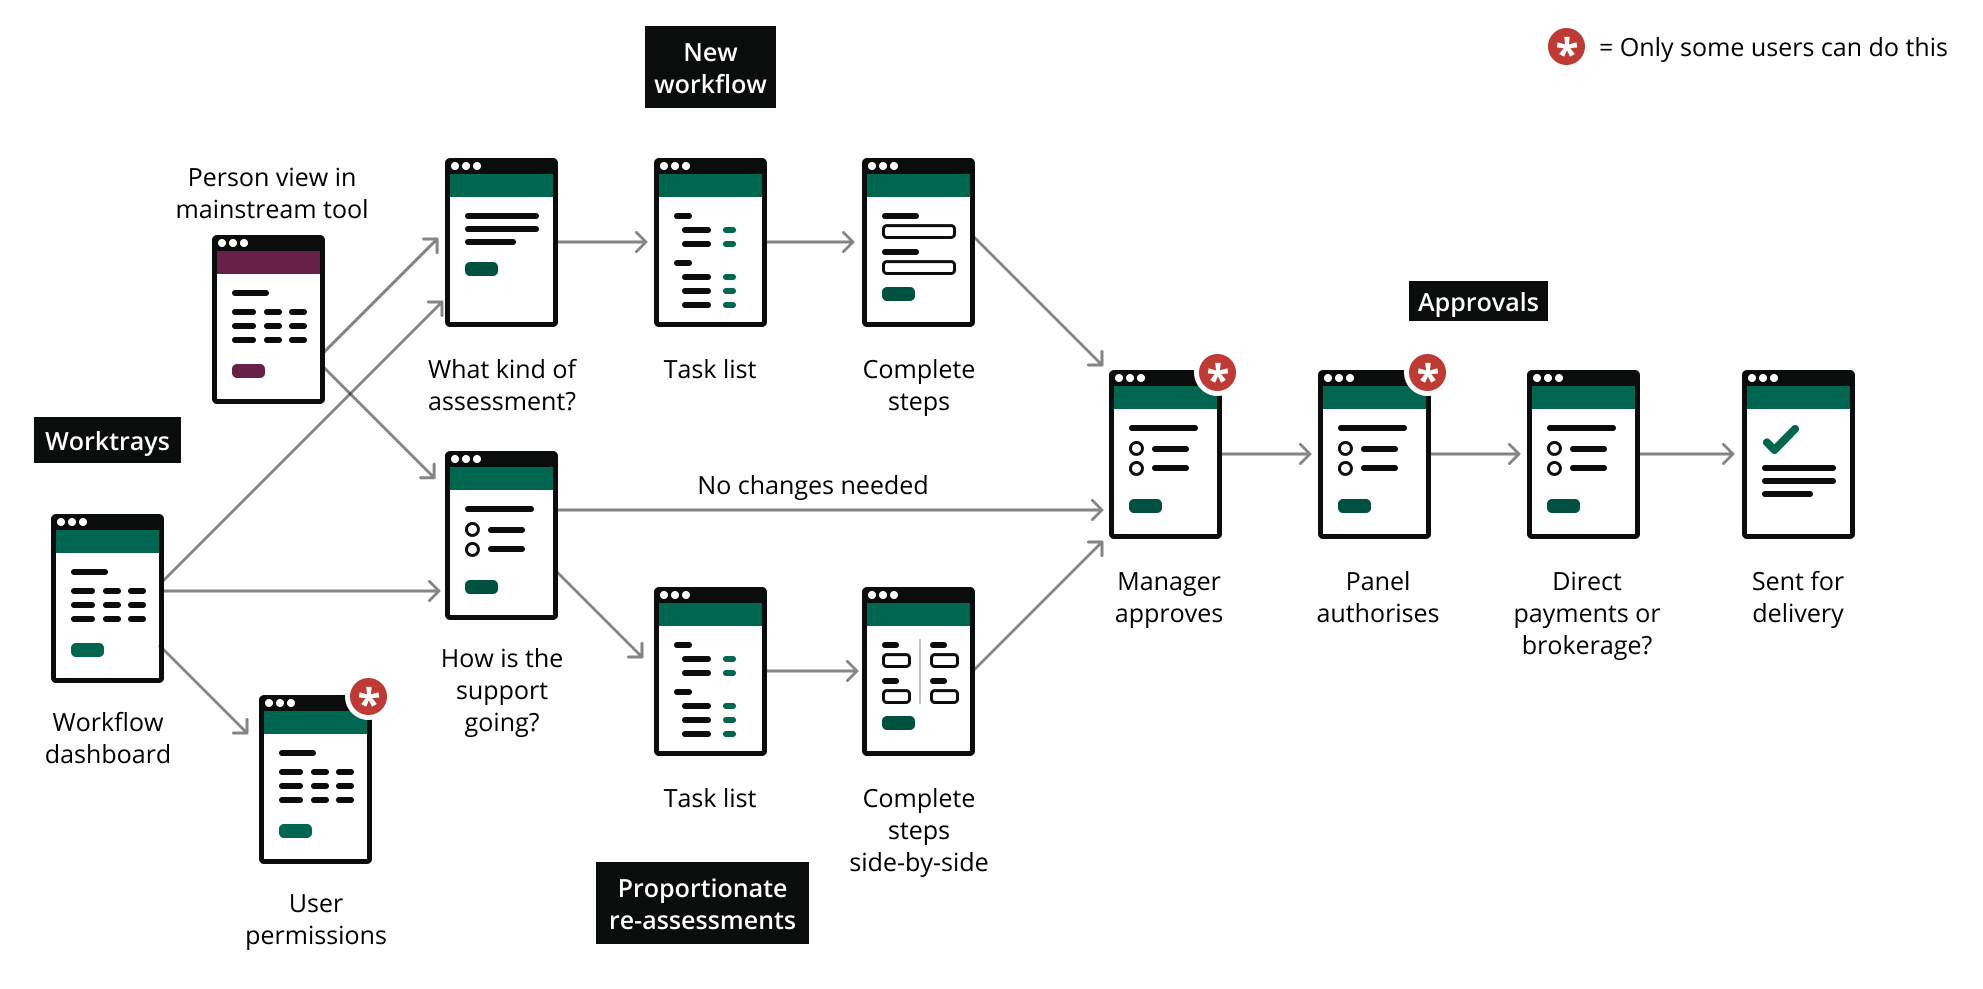 New
workflow
* = Only some users can do this
Person view in
mainstream tool
What kind of
assessment?
Task list
Complete
steps
Approvals
Worktrays
No changes needed
Workflow
dashboard
How is the
support
going?
Manager
approves
Panel
authorises
Direct
payments or
brokerage?
Sent for
delivery
Task list
Complete
steps
side-by-side
User
permissions
Proportionate
re-assessments